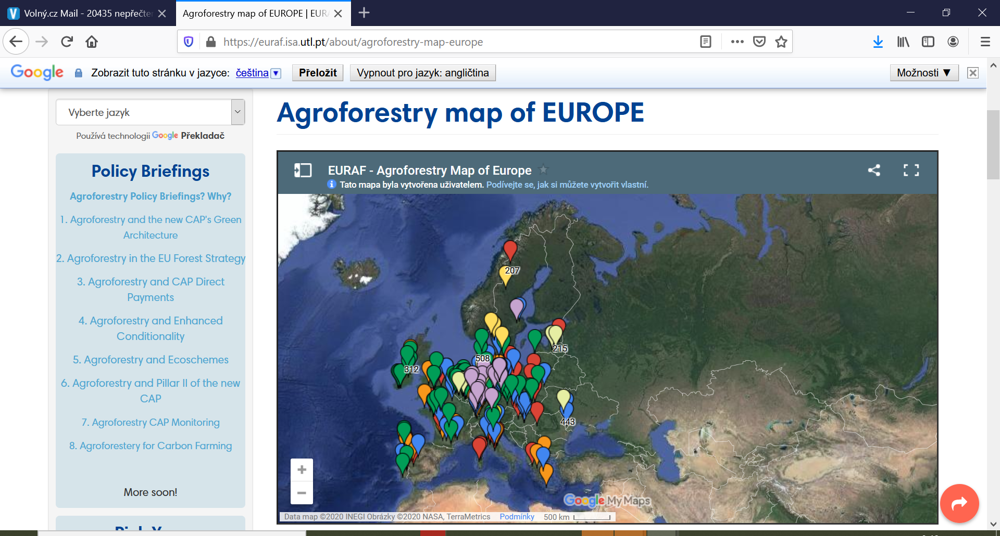 Volný.cz Mail - 20435 nepřečte
Agroforestry map of EUROPE | EUR
https://euraf.isa.utl.pt/about/agroforestry-map-europe
Google Zobrazit tuto stránku v jazyce: čeština Přeložit Vypnout pro jazyk: angličtina Možnosti ▼
Vyberte jazyk
Používá technologii Google Překladač
Policy Briefings
Agroforestry Policy Briefings? Why?
1. Agroforestry and the new CAP's Green
Architecture
2. Agroforestry in the EU Forest Strategy
3. Agroforestry and CAP Direct
Payments
4. Agroforestry and Enhanced
Conditionality
5. Agroforestry and Ecoschemes
6. Agroforestry and Pillar II of the new
CAP
7. Agroforestry CAP Monitoring
8. Agroforestery for Carbon Farming
More soon!
Agroforestry map of EUROPE
EURAF - Agroforestry Map of Europe
Tato mapa byla vytvořena uživatelem. Podívejte se, jak si můžete vytvořit vlastní.
207
215
508
312
443
Google My Maps
Data map ©2020 INEGI Obrázky ©2020 NASA, TerraMetrics Podmínky 500 km